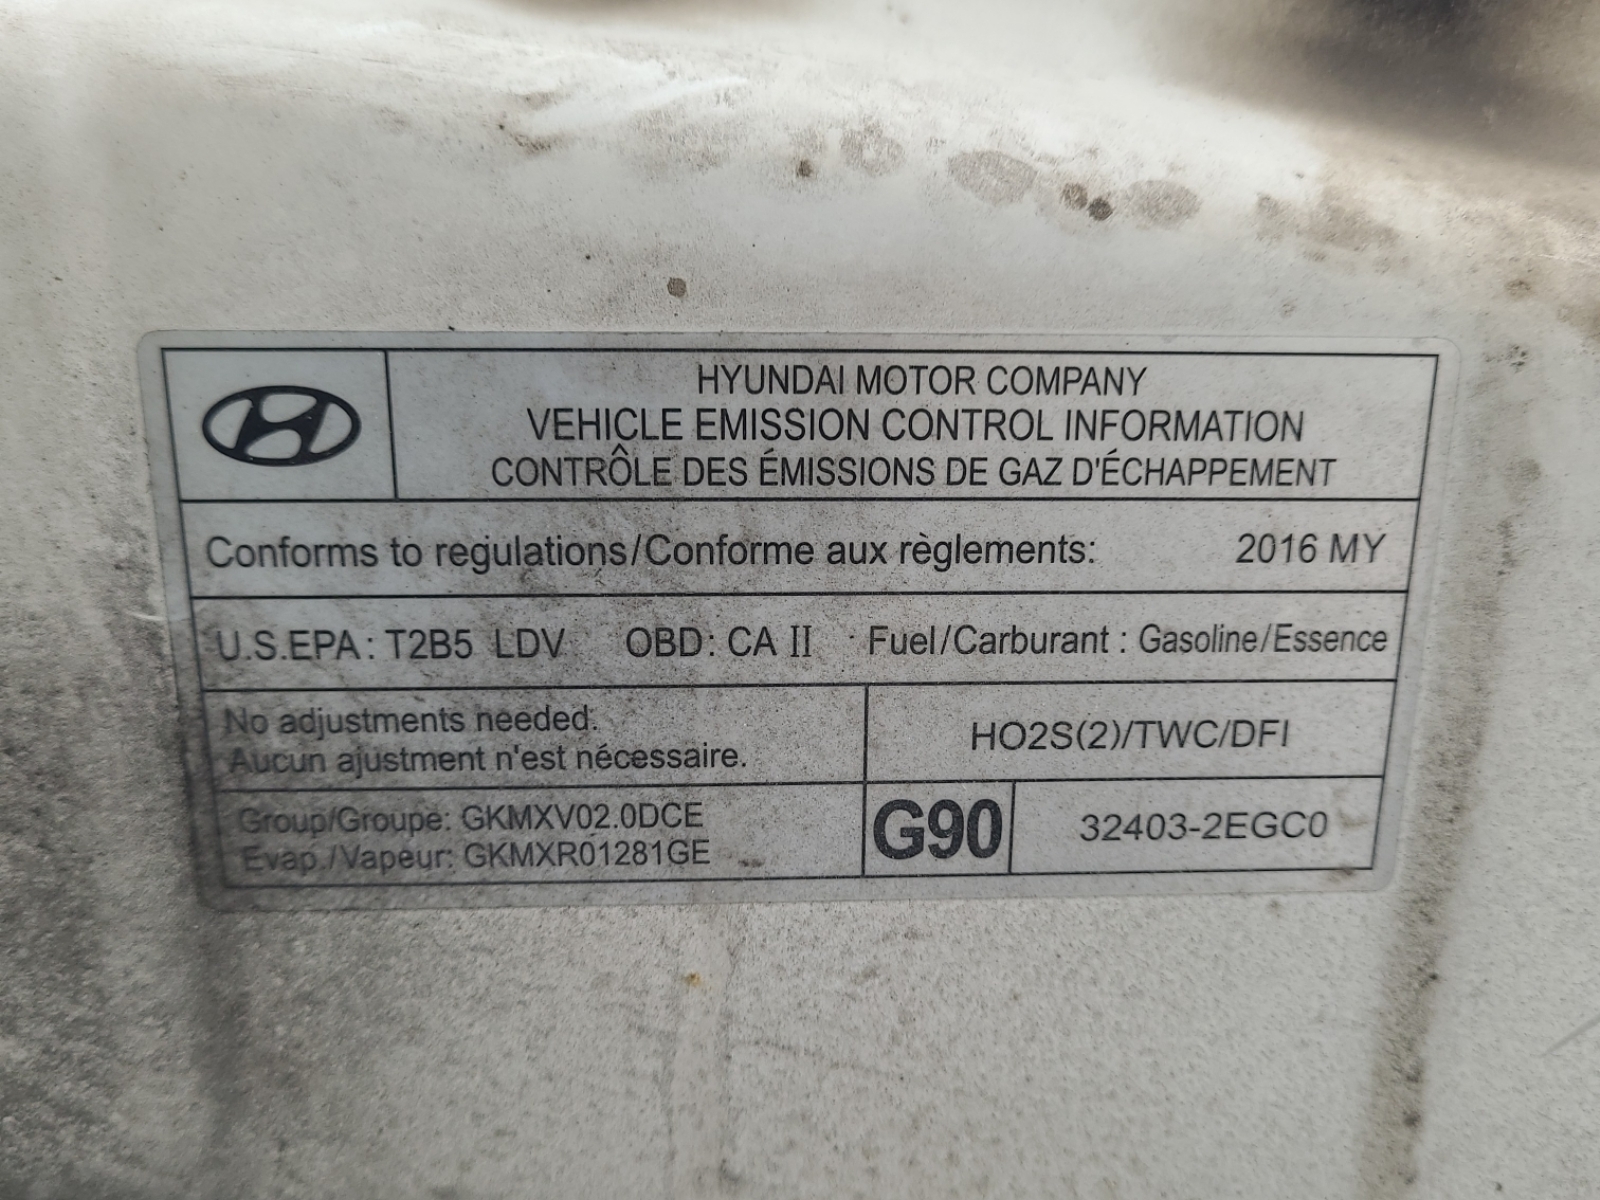 HYUNDAI MOTOR COMPANY
VEHICLE EMISSION CONTROL INFORMATION
CONTRÔLE DES ÉMISSIONS DE GAZ D'ÉCHAPPEMENT
Conforms to regulations/Conforme aux règlements: 2016 MY
U.S.EPA: T2B5 LDV OBD: CA II Fuel/Carburant : Gasoline/Essence
No adjustments needed.
Aucun ajustment n'est nécessaire.
HO2S(2)/TWC/DFI
Group/Groupe: GKMXV02.0DCE
Evap./Vapeur: GKMXR01281GE
G90
32403-2EGC0